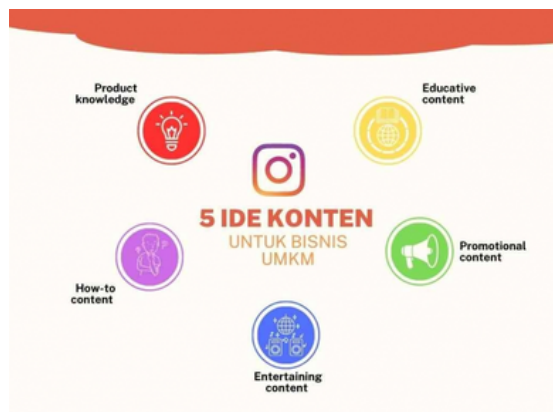 Product
knowledge
Educative
content
5 IDE KONTEN
UNTUK BISNIS
UMKM
Promotional
content
How-to
content
Entertaining
content